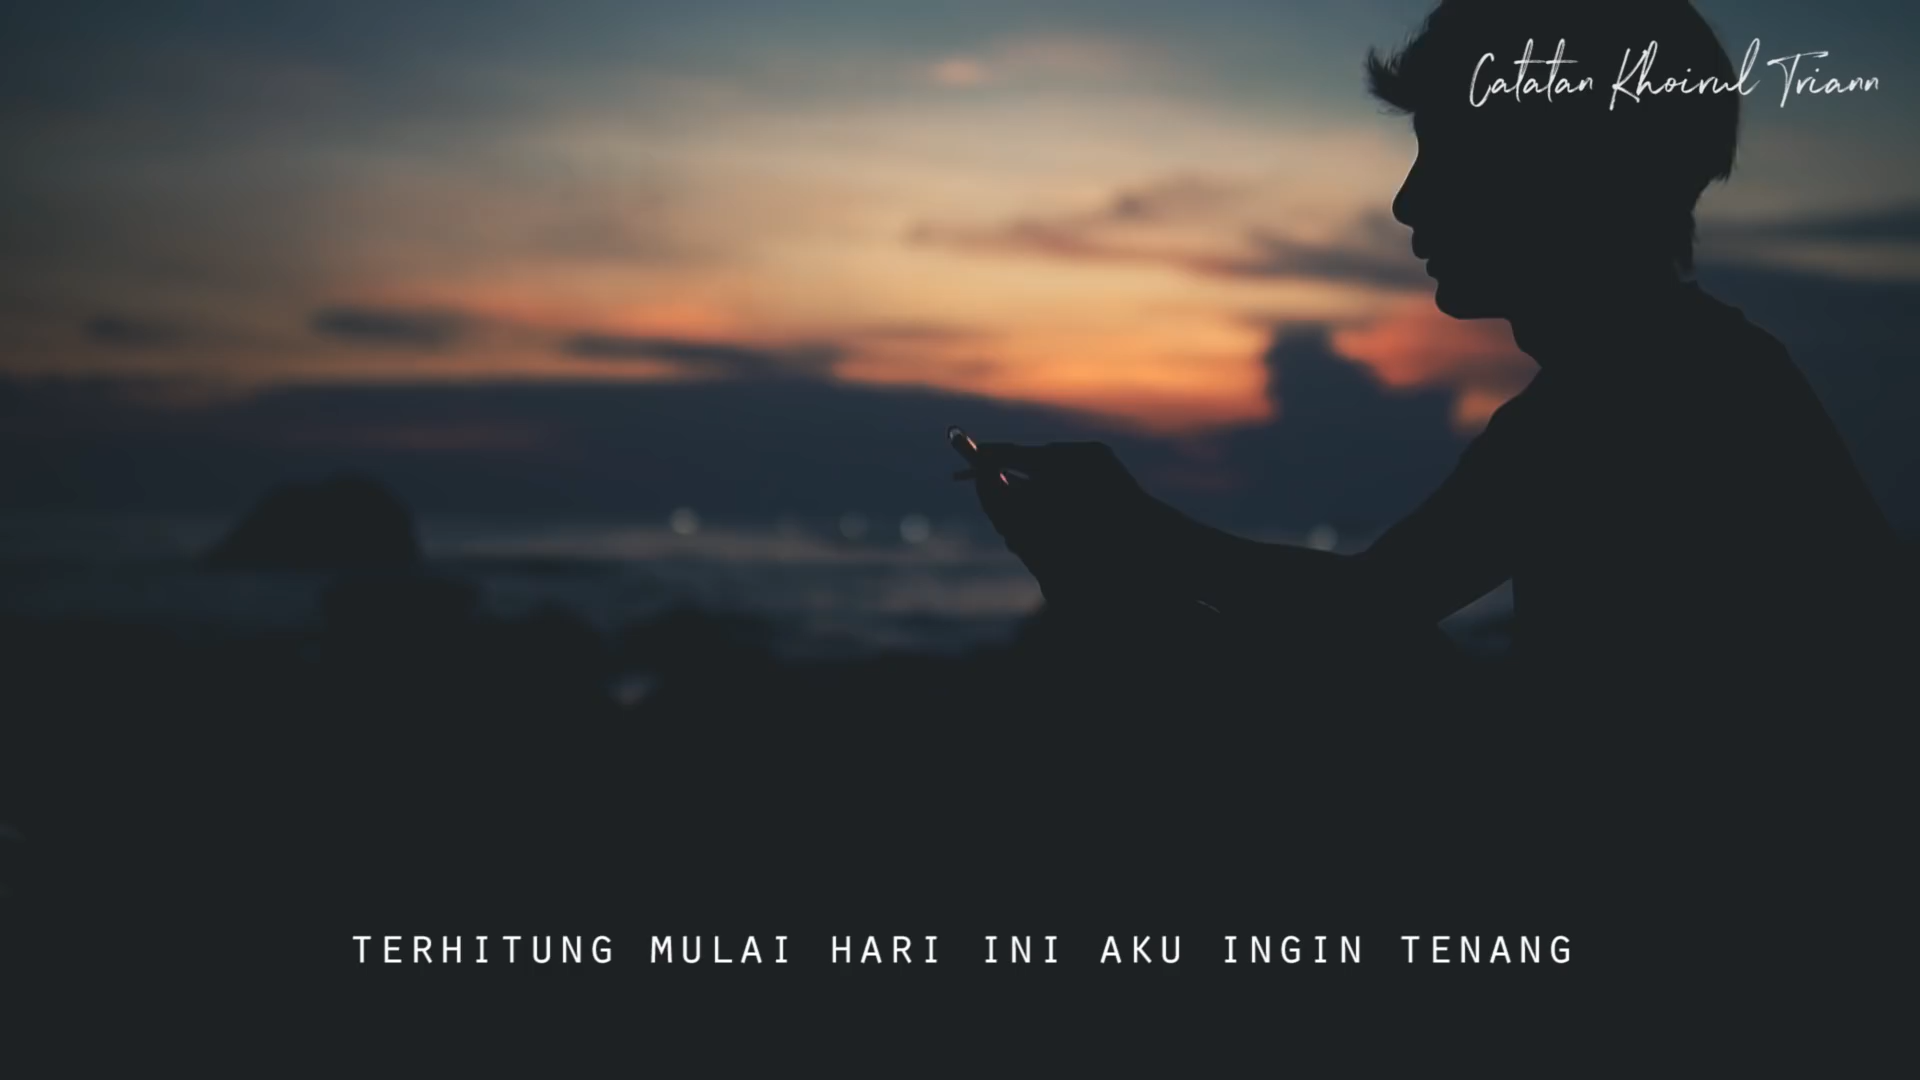 Catatan Khoirul Triann
TERHITUNG MULAI HARI INI AKU INGIN TENANG